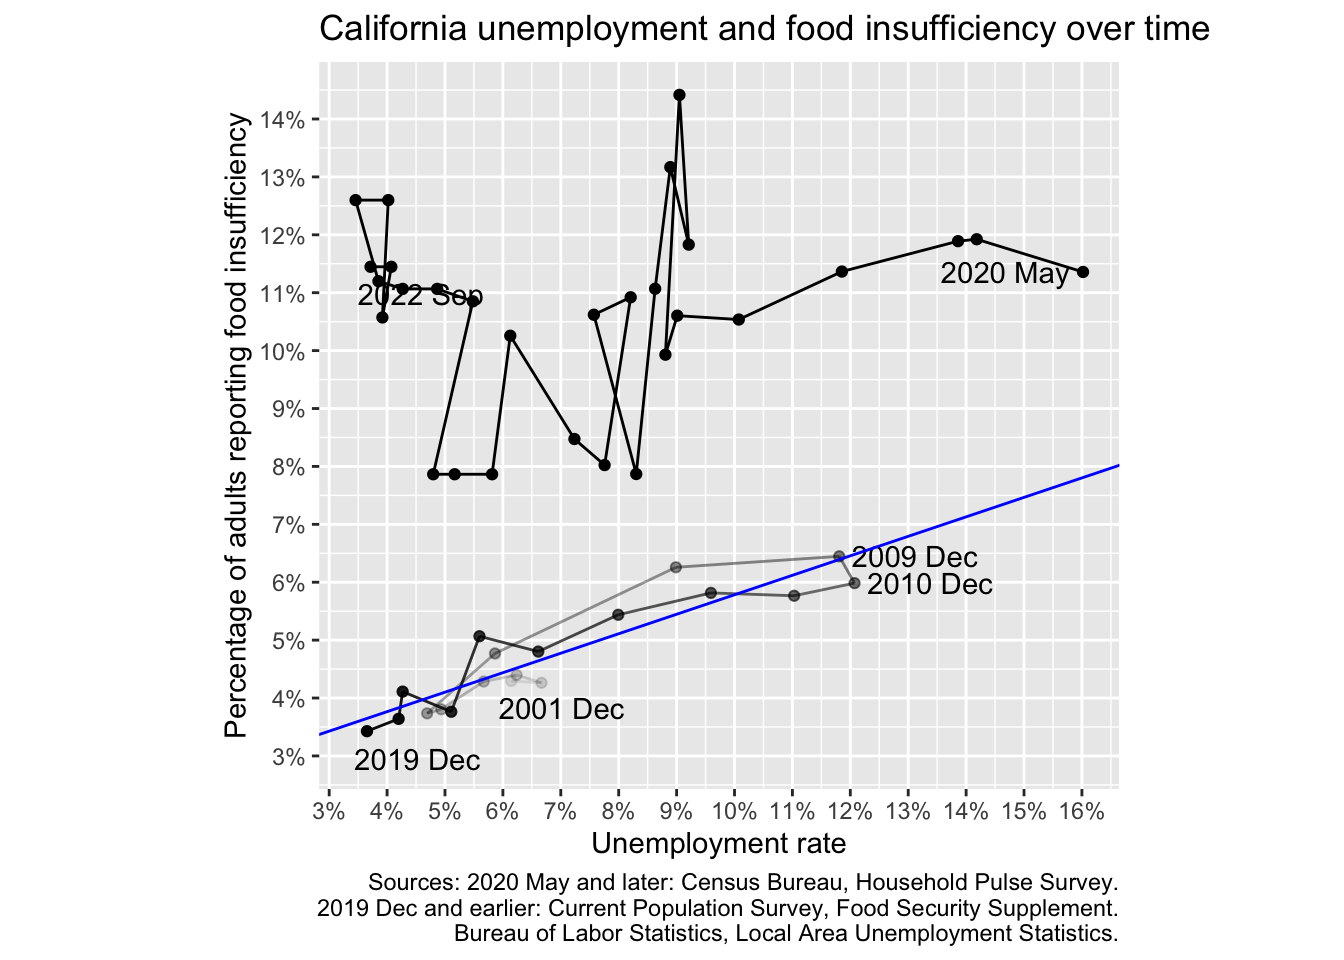 California unemployment and food insufficiency over time
Percentage of adults reporting food insufficiency
14%
13%
12%
11%
10%
9%
8%
7%
6%
5%
4%
3%
2020 May
2022 Sep
2009 Dec
2010 Dec
2001 Dec
2019 Dec
3% 4% 5% 6% 7% 8% 9% 10% 11% 12% 13% 14% 15% 16%
Unemployment rate
Sources: 2020 May and later: Census Bureau, Household Pulse Survey.
2019 Dec and earlier: Current Population Survey, Food Security Supplement.
Bureau of Labor Statistics, Local Area Unemployment Statistics.